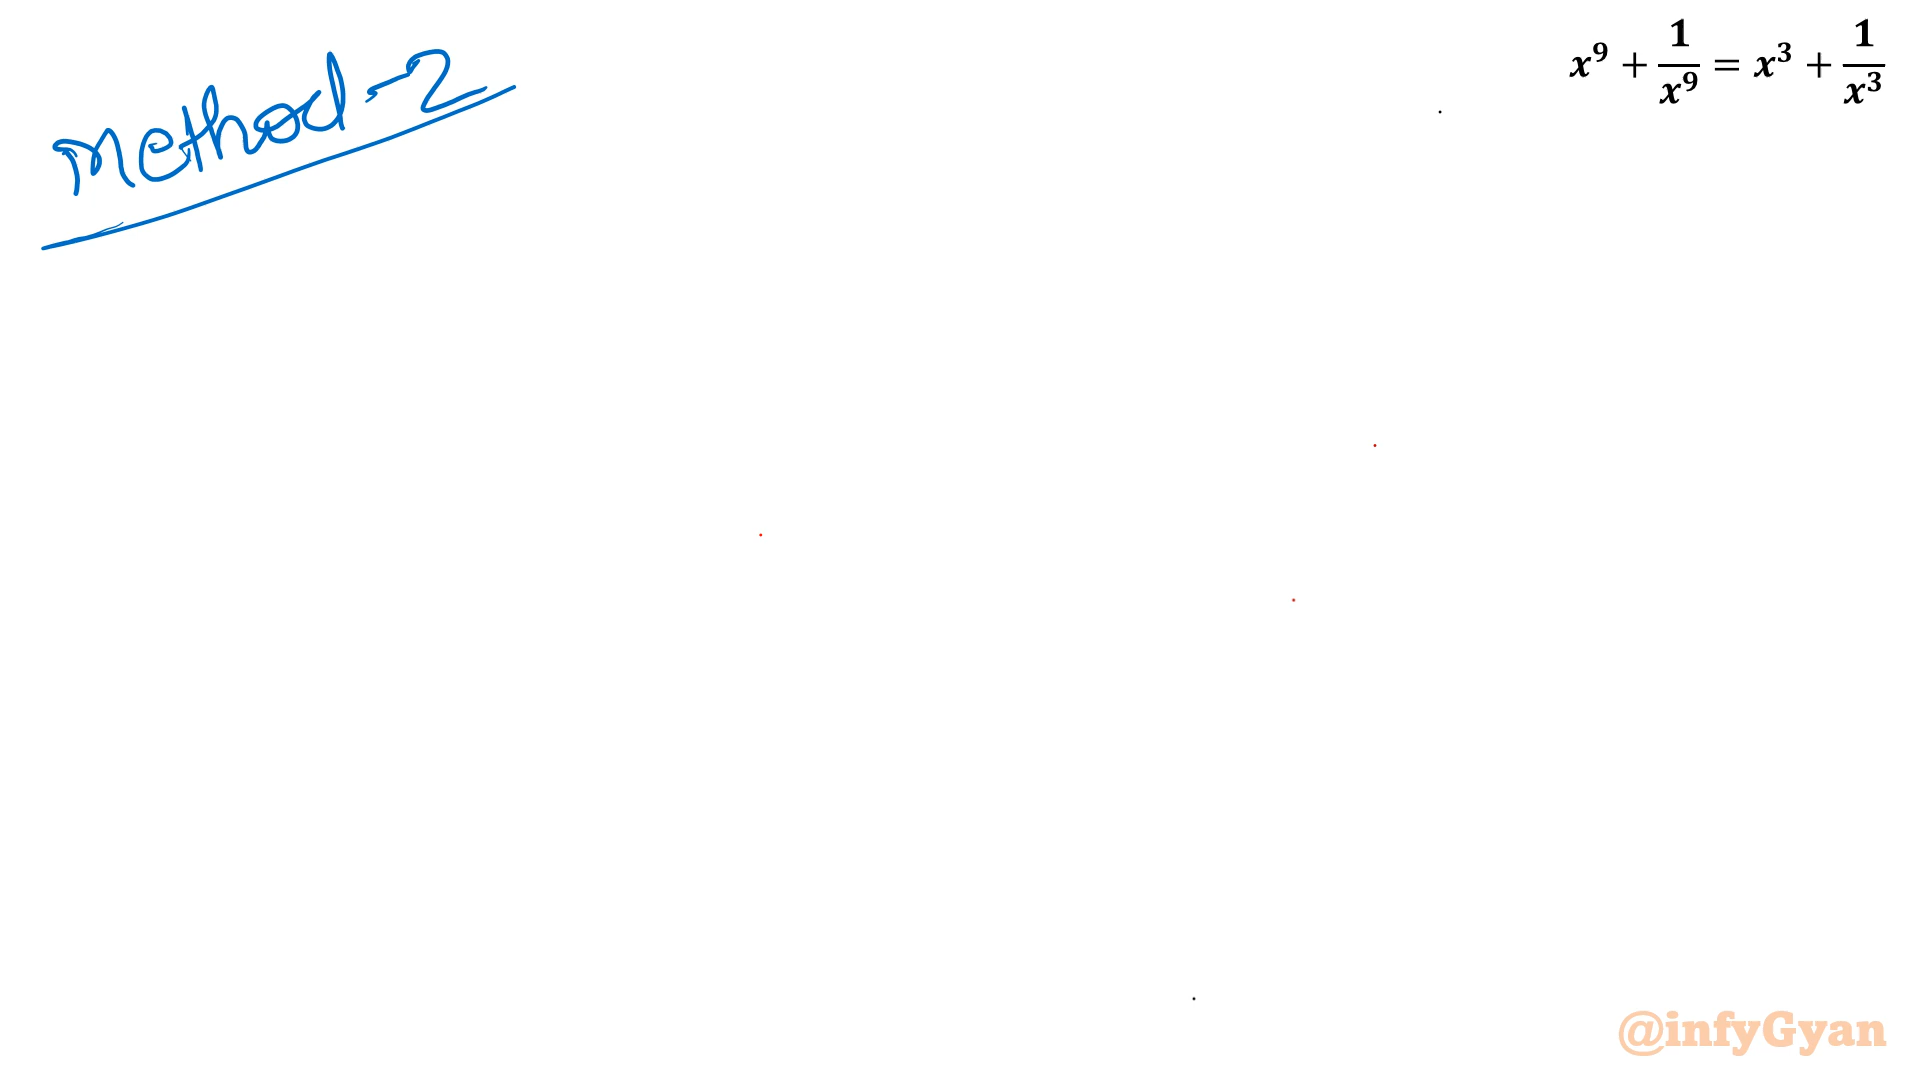 Method-2
x⁹ + 1/x⁹ = x³ + 1/x³
@infyGyan